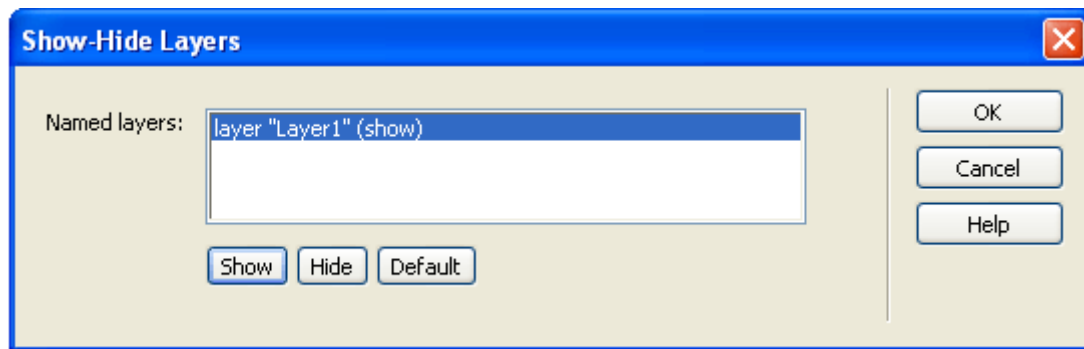 Show-Hide Layers
Named layers:
layer "Layer1" (show)
Show
Hide
Default
OK
Cancel
Help